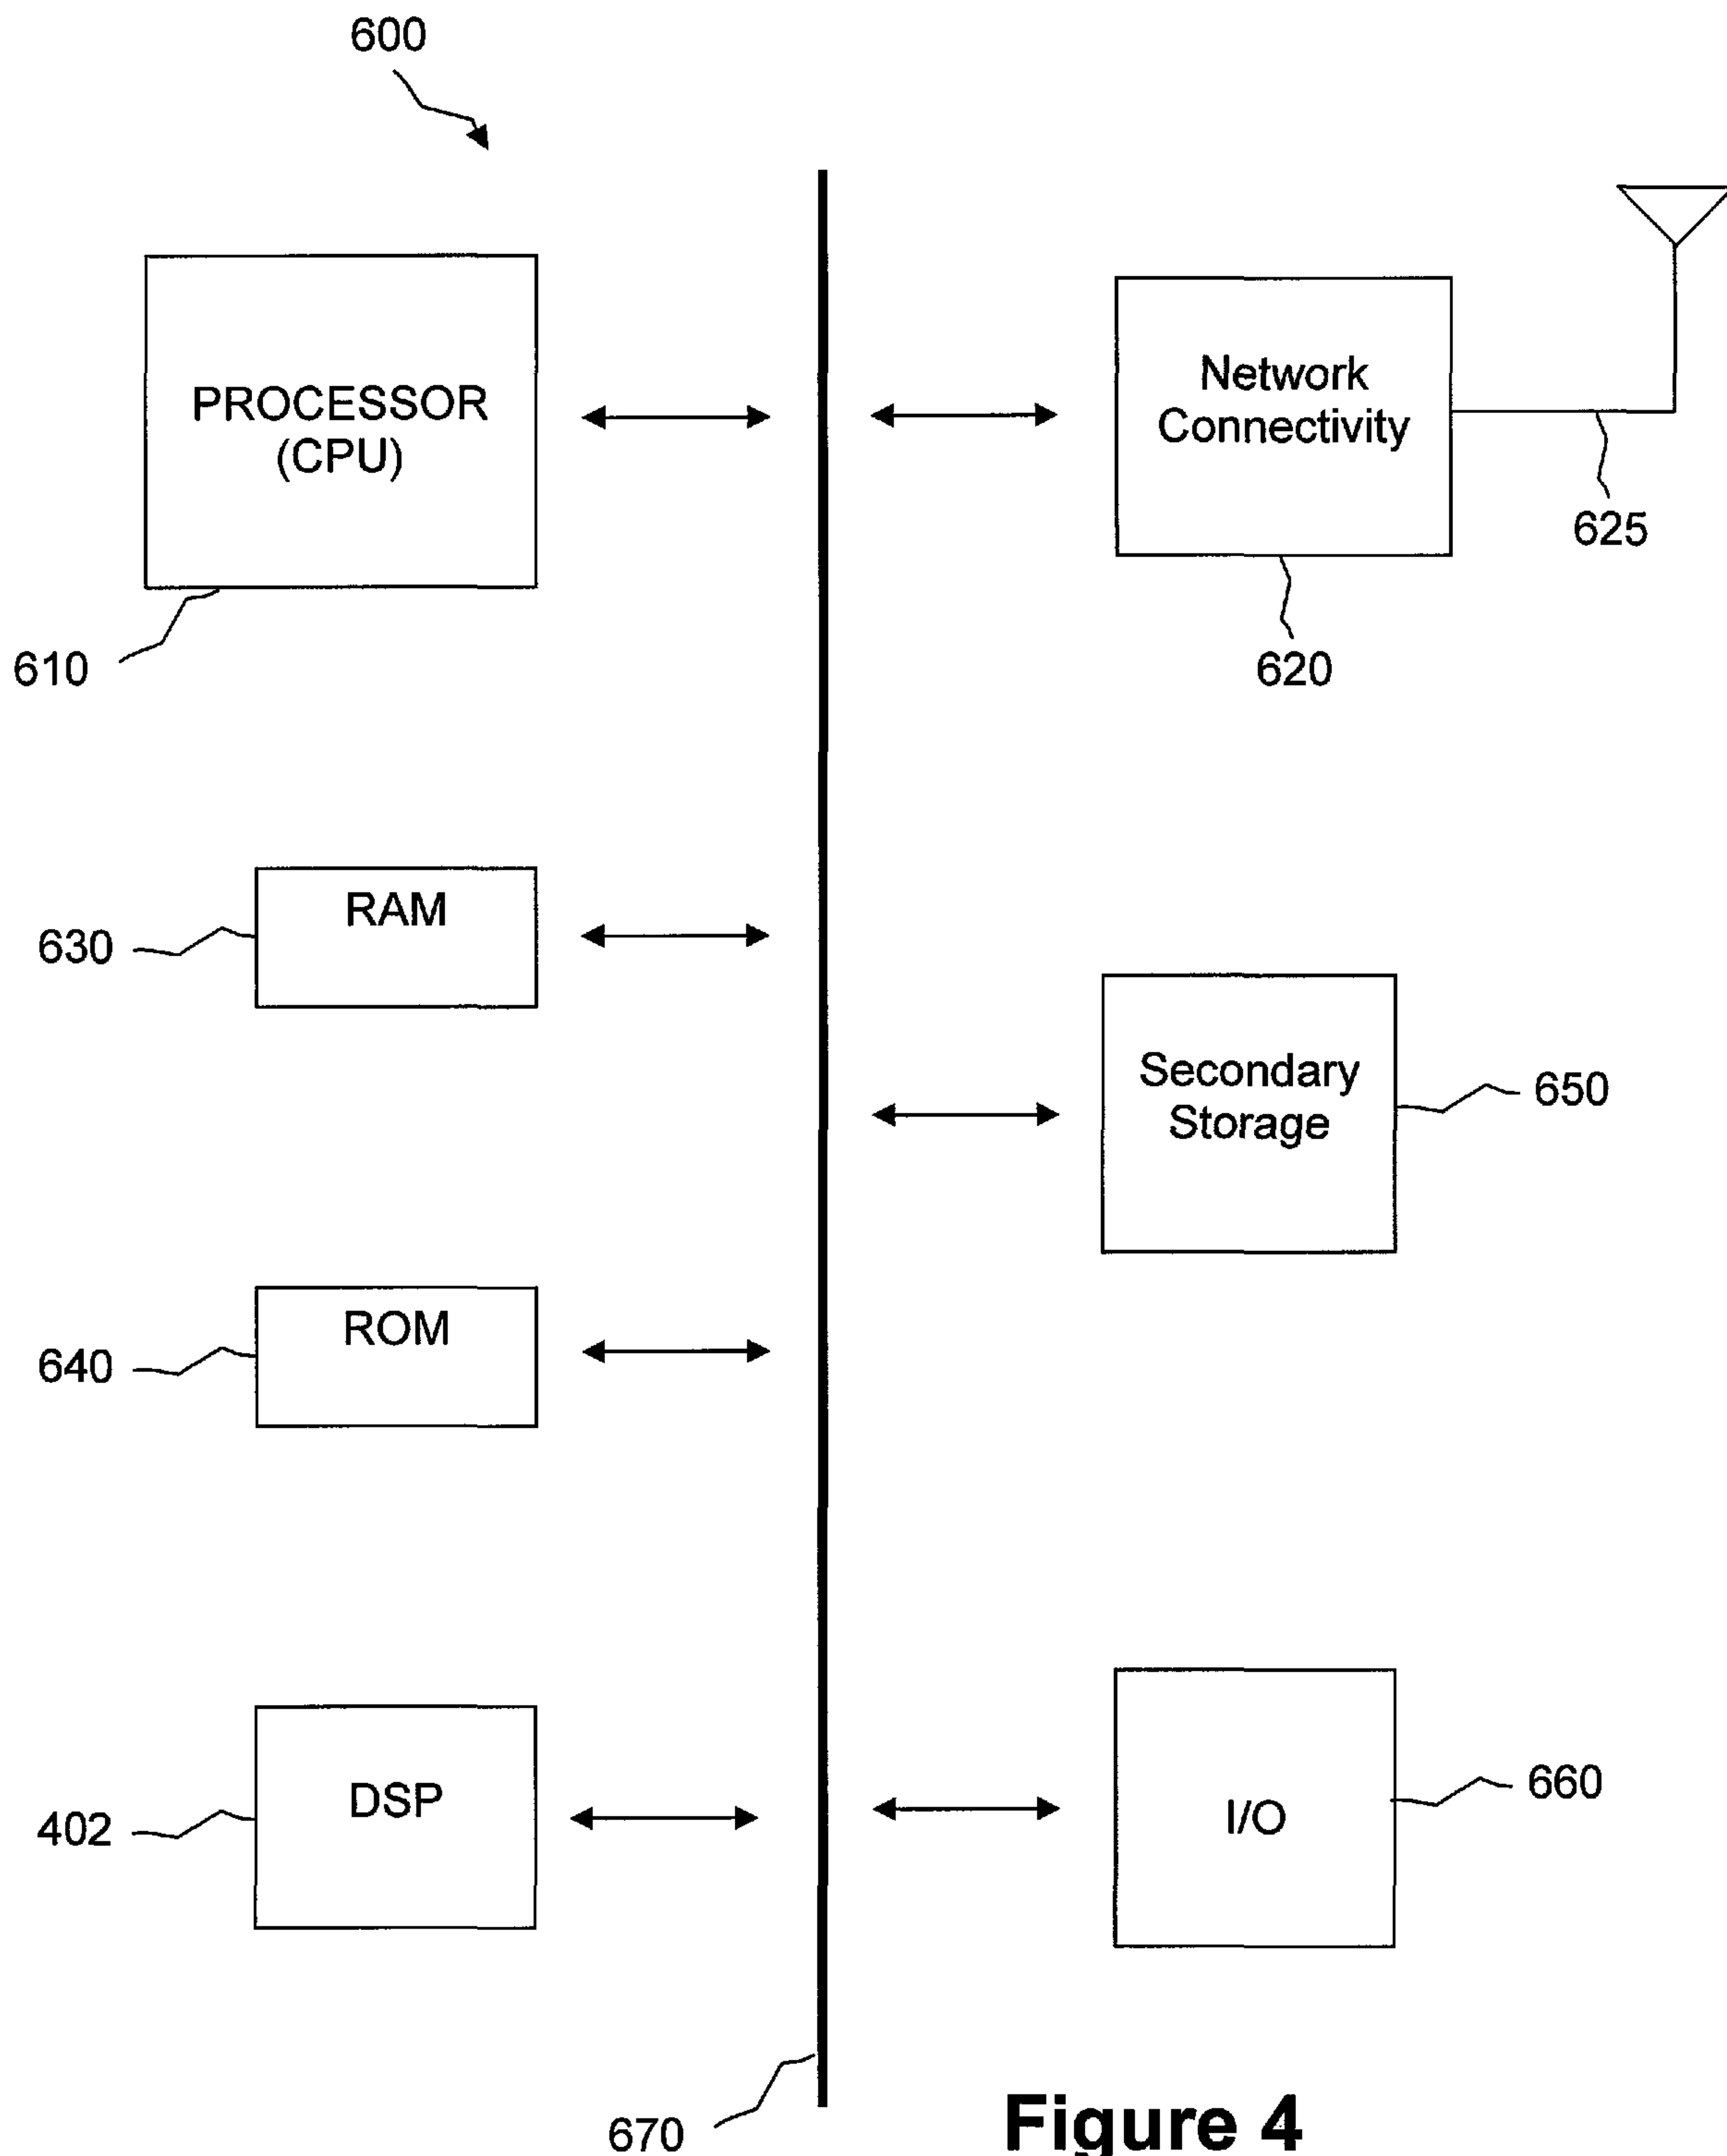 600
PROCESSOR
(CPU)
610
Network
Connectivity
625
620
RAM
630
Secondary
Storage
650
ROM
640
DSP
402
I/O
660
670
Figure 4